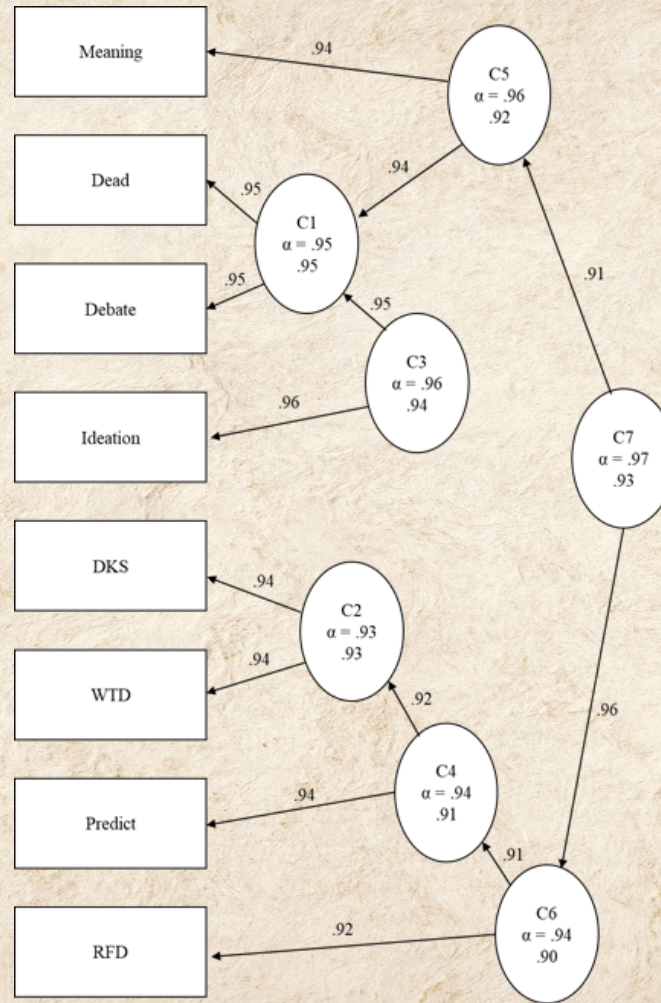 Meaning
.94
C5
α = .96
.92
Dead
.95
.94
C1
α = .95
.95
Debate
.95
.95
.91
C3
α = .96
.94
Ideation
.96
C7
α = .97
.93
DKS
.94
C2
α = .93
.93
WTD
.94
.92
.96
C4
α = .94
.91
Predict
.94
.91
C6
α = .94
.90
RFD
.92